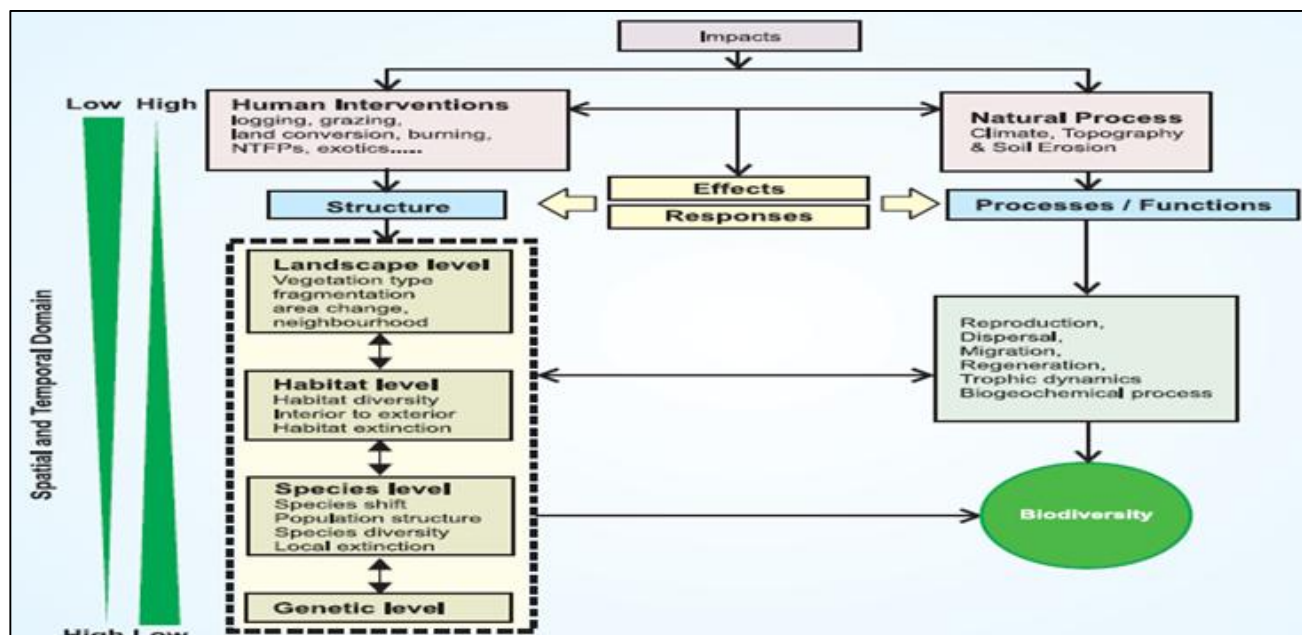 Impacts
Low High
Human Interventions
logging, grazing,
land conversion, burning,
NTFPs, exotics.....
Natural Process
Climate, Topography
& Soil Erosion
Effects
Responses
Structure
Processes / Functions
Landscape level
Vegetation type
fragmentation
area change,
neighbourhood
Reproduction,
Dispersal,
Migration,
Regeneration,
Trophic dynamics
Biogeochemical process
Habitat level
Habitat diversity
Interior to exterior
Habitat extinction
Species level
Species shift
Population structure
Species diversity
Local extinction
Biodiversity
Genetic level
Spatial and Temporal Domain
High Low